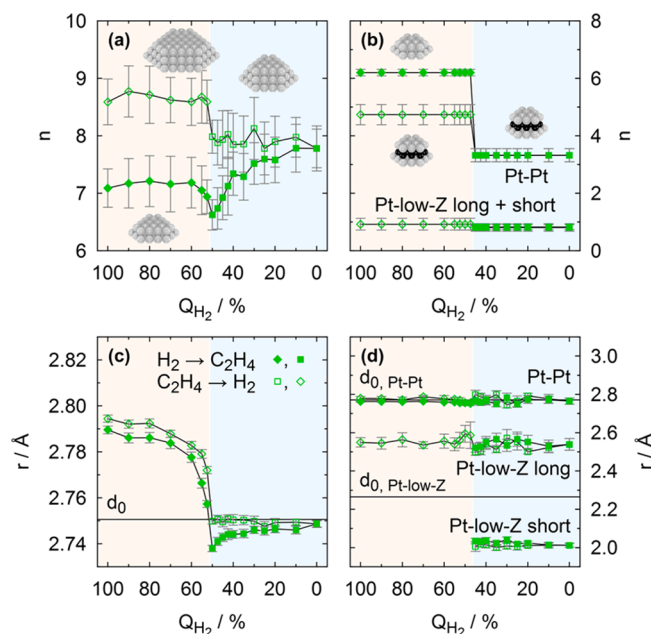 (a)
n
9
8
7
6
100 80 60 40 20 0
Q_H2 / %
(b)
8
6
4
2
0
n
Pt-Pt
Pt-low-Z long + short
100 80 60 40 20 0
Q_H2 / %
(c)
H2 → C2H4 ◆, ■
C2H4 → H2 □, ◇
r / Å
2.82
2.80
2.78
2.76
d0
2.74
100 80 60 40 20 0
Q_H2 / %
(d)
3.0
d0, Pt-Pt
Pt-Pt
2.8
2.6
Pt-low-Z long
2.4
d0, Pt-low-Z
2.2
Pt-low-Z short
2.0
r / Å
100 80 60 40 20 0
Q_H2 / %